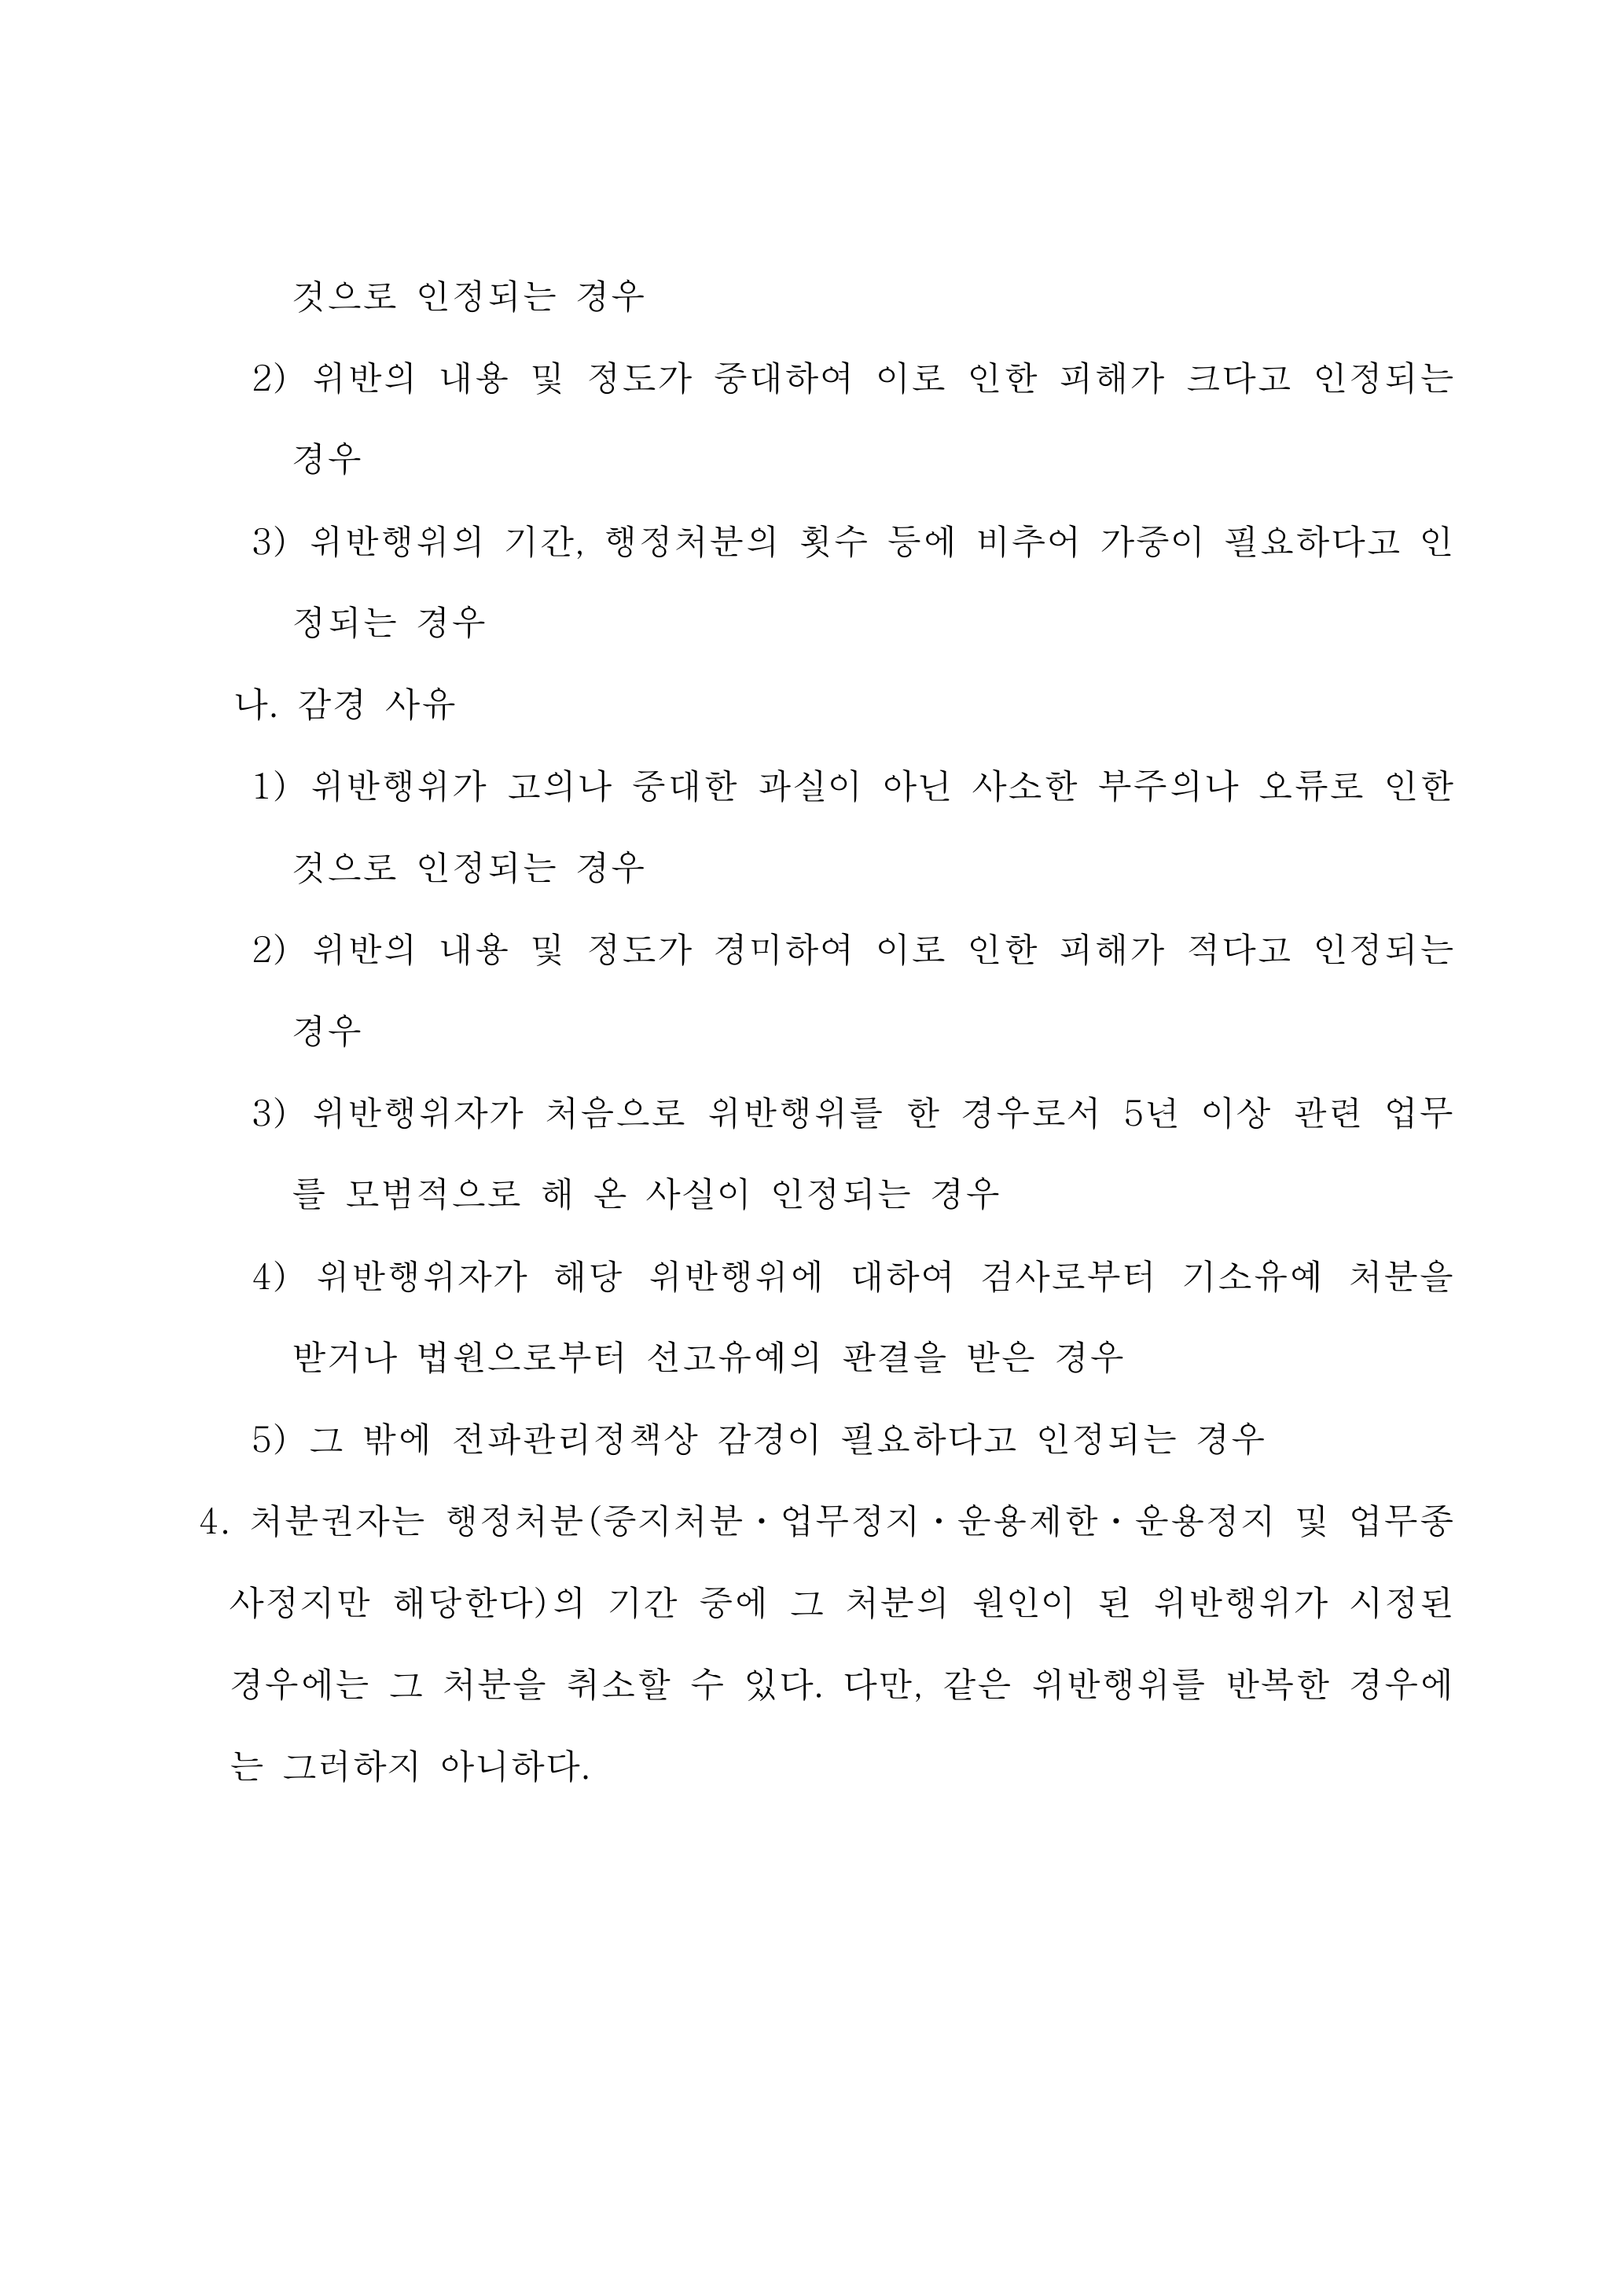 것으로 인정되는 경우
2) 위반의 내용 및 정도가 중대하여 이로 인한 피해가 크다고 인정되는
경우
3) 위반행위의 기간, 행정처분의 횟수 등에 비추어 가중이 필요하다고 인
정되는 경우
나. 감경 사유
1) 위반행위가 고의나 중대한 과실이 아닌 사소한 부주의나 오류로 인한
것으로 인정되는 경우
2) 위반의 내용 및 정도가 경미하여 이로 인한 피해가 적다고 인정되는
경우
3) 위반행위자가 처음으로 위반행위를 한 경우로서 5년 이상 관련 업무
를 모범적으로 해 온 사실이 인정되는 경우
4) 위반행위자가 해당 위반행위에 대하여 검사로부터 기소유예 처분을
받거나 법원으로부터 선고유예의 판결을 받은 경우
5) 그 밖에 전파관리정책상 감경이 필요하다고 인정되는 경우
4. 처분권자는 행정처분(중지처분·업무정지·운용제한·운용정지 및 업무종
사정지만 해당한다)의 기간 중에 그 처분의 원인이 된 위반행위가 시정된
경우에는 그 처분을 취소할 수 있다. 다만, 같은 위반행위를 반복한 경우에
는 그러하지 아니하다.